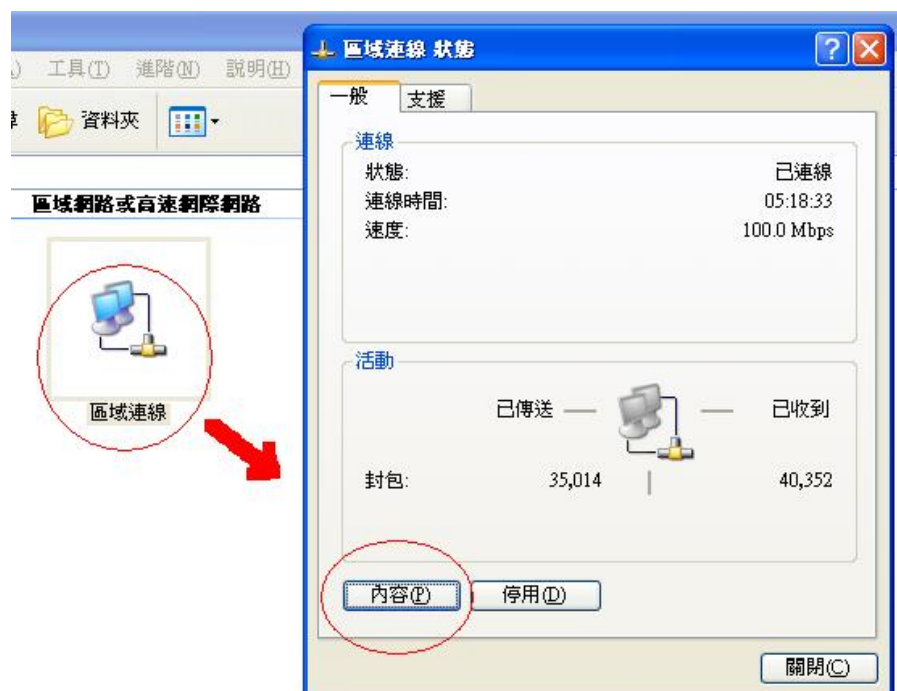 工具(T) 進階(N) 說明(H)
資料夾
區域網路或高速網際網路
區域連線
區域連線 狀態
一般 支援
連線
狀態: 已連線
連線時間: 05:18:33
速度: 100.0 Mbps
活動
已傳送 — — 已收到
封包: 35,014 | 40,352
內容(P) 停用(D)
關閉(C)